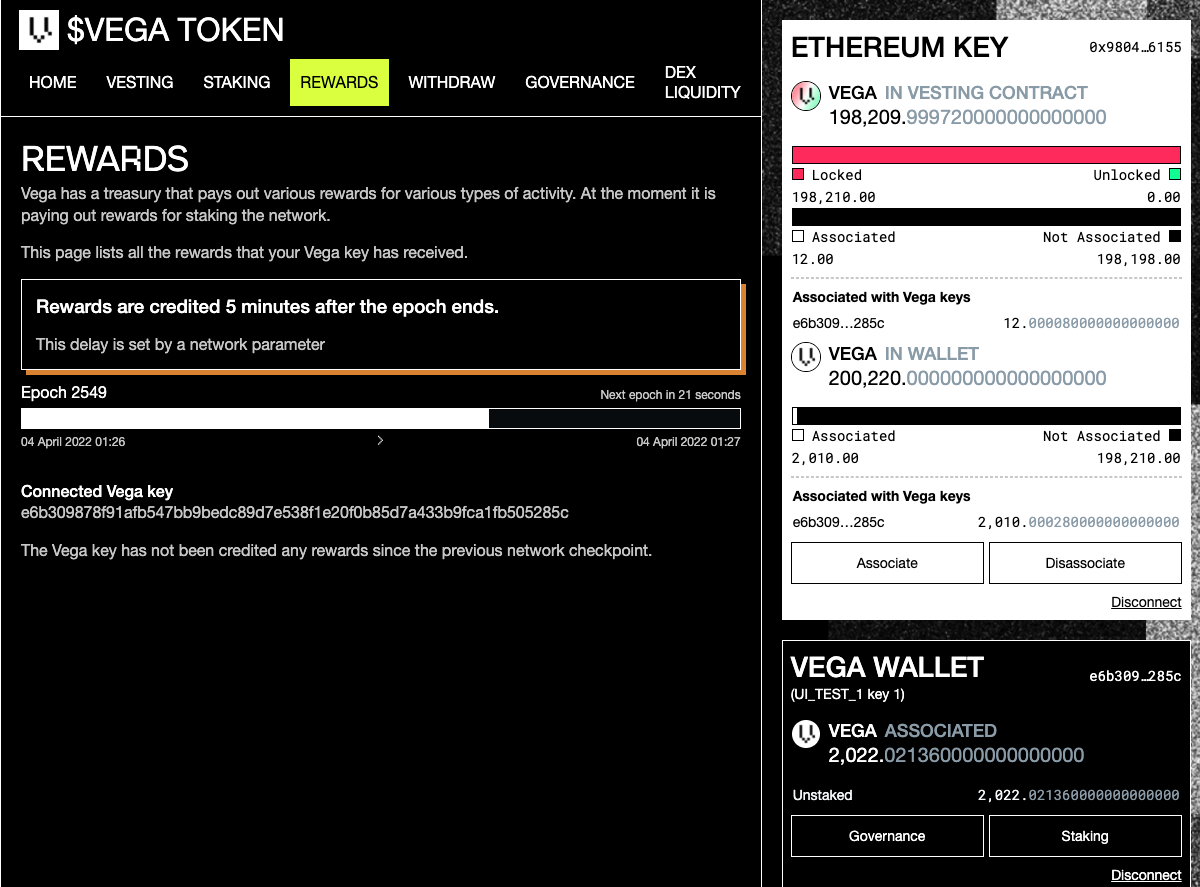 $VEGA TOKEN
HOME VESTING STAKING REWARDS WITHDRAW GOVERNANCE DEX LIQUIDITY
REWARDS
Vega has a treasury that pays out various rewards for various types of activity. At the moment it is
paying out rewards for staking the network.
This page lists all the rewards that your Vega key has received.
Rewards are credited 5 minutes after the epoch ends.
This delay is set by a network parameter
Epoch 2549 Next epoch in 21 seconds
04 April 2022 01:26 04 April 2022 01:27
Connected Vega key
e6b309878f91afb547bb9bedc89d7e538f1e20f0b85d7a433b9fca1fb505285c
The Vega key has not been credited any rewards since the previous network checkpoint.
ETHEREUM KEY 0x9804…6155
VEGA IN VESTING CONTRACT
198,209.999720000000000000
Locked Unlocked
198,210.00 0.00
Associated Not Associated
12.00 198,198.00
Associated with Vega keys
e6b309…285c 12.000080000000000000
VEGA IN WALLET
200,220.000000000000000000
Associated Not Associated
2,010.00 198,210.00
Associated with Vega keys
e6b309…285c 2,010.000280000000000000
Associate Disassociate
Disconnect
VEGA WALLET e6b309…285c
(UI_TEST_1 key 1)
VEGA ASSOCIATED
2,022.021360000000000000
Unstaked 2,022.021360000000000000
Governance Staking
Disconnect